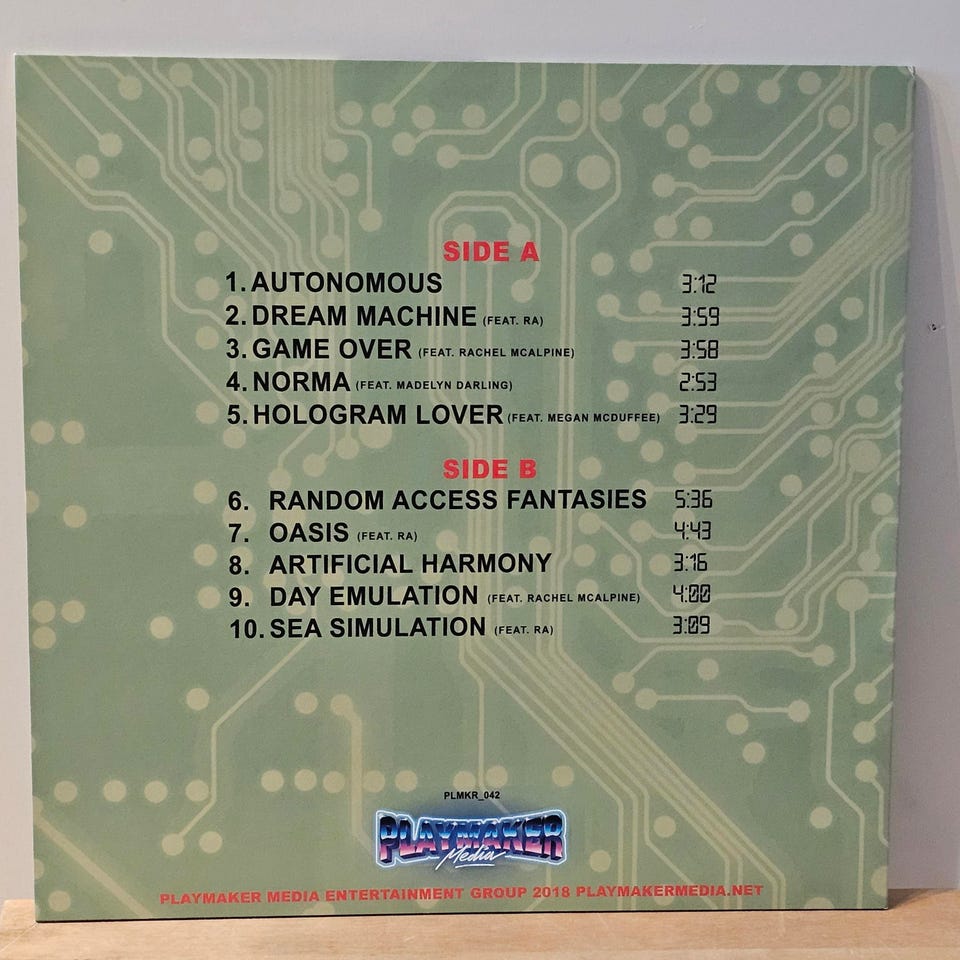 SIDE A
1. AUTONOMOUS 3:12
2. DREAM MACHINE (FEAT. RA) 3:59
3. GAME OVER (FEAT. RACHEL MCALPINE) 3:58
4. NORMA (FEAT. MADELYN DARLING) 2:53
5. HOLOGRAM LOVER (FEAT. MEGAN MCDUFFEE) 3:29
SIDE B
6. RANDOM ACCESS FANTASIES 5:36
7. OASIS (FEAT. RA) 4:43
8. ARTIFICIAL HARMONY 3:16
9. DAY EMULATION (FEAT. RACHEL MCALPINE) 4:00
10. SEA SIMULATION (FEAT. RA) 3:09
PLMKR_042
PLAYMAKER
Media
PLAYMAKER MEDIA ENTERTAINMENT GROUP 2018 PLAYMAKERMEDIA.NET